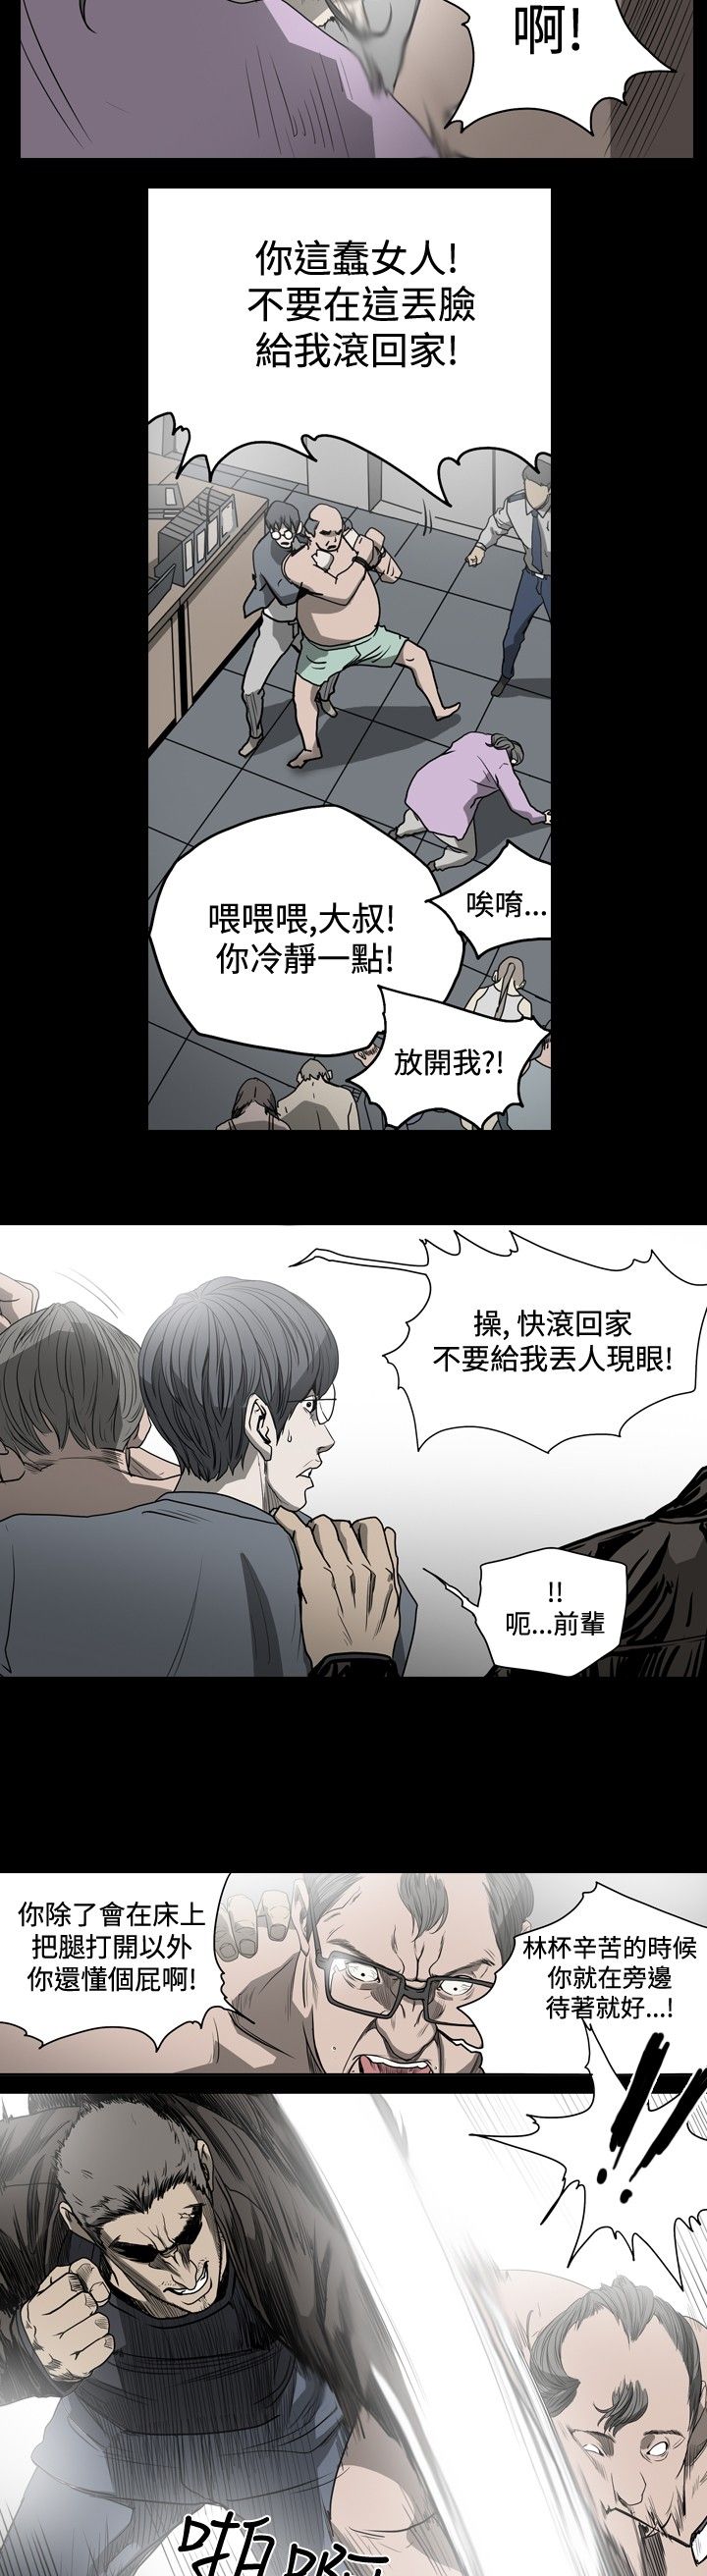 啊!
你這蠢女人!
不要在這丟臉
給我滾回家!
喂喂喂,大叔!
你冷靜一點!
唉唷...
放開我?!
操, 快滾回家
不要給我丟人現眼!
!!
呃...前輩
你除了會在床上
把腿打開以外
你還懂個屁啊!
林杯辛苦的時候
你就在旁邊
待著就好...!
!
啪